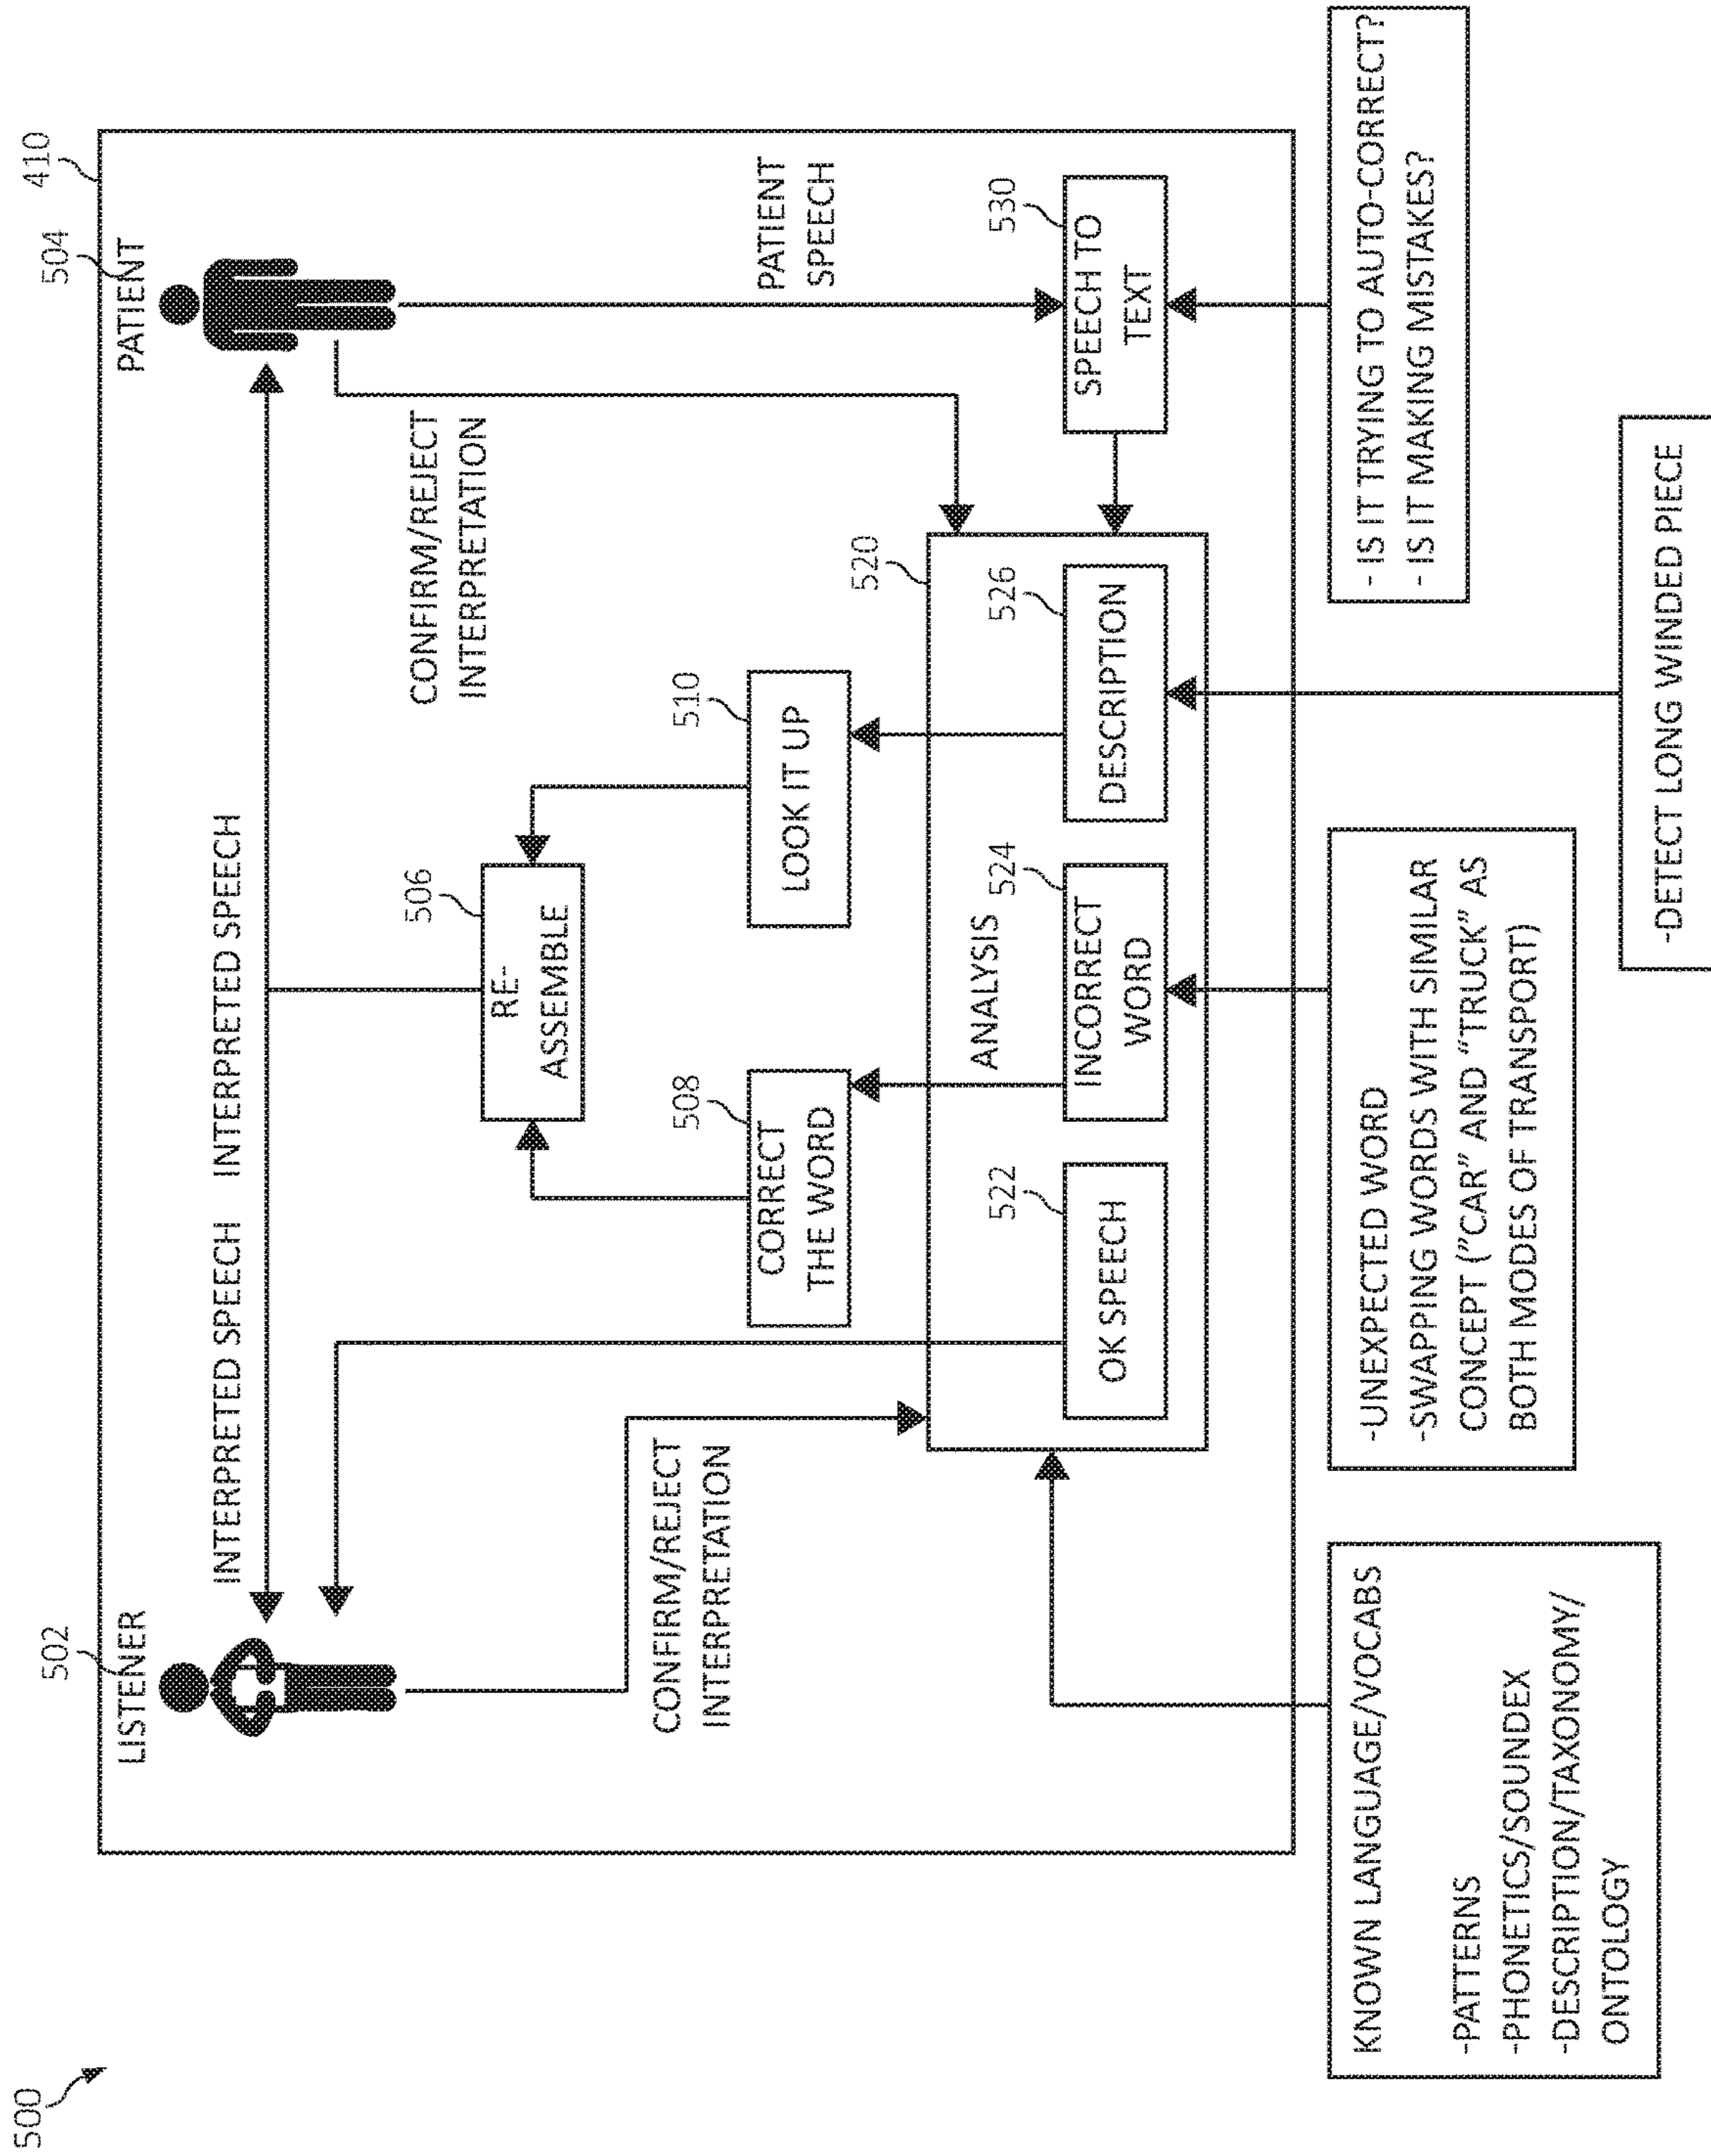 500
410
LISTENER
502
PATIENT
504
INTERPRETED SPEECH
INTERPRETED SPEECH
CONFIRM/REJECT
INTERPRETATION
RE-
ASSEMBLE
506
CONFIRM/REJECT
INTERPRETATION
CORRECT
THE WORD
508
LOOK IT UP
510
PATIENT
SPEECH
520
ANALYSIS
OK SPEECH
522
INCORRECT
WORD
524
DESCRIPTION
526
SPEECH TO
TEXT
530
KNOWN LANGUAGE/VOCABS
-PATTERNS
-PHONETICS/SOUNDEX
-DESCRIPTION/TAXONOMY/
ONTOLOGY
-UNEXPECTED WORD
-SWAPPING WORDS WITH SIMILAR
CONCEPT ("CAR" AND "TRUCK" AS
BOTH MODES OF TRANSPORT)
-DETECT LONG WINDED PIECE
- IS IT TRYING TO AUTO-CORRECT?
- IS IT MAKING MISTAKES?